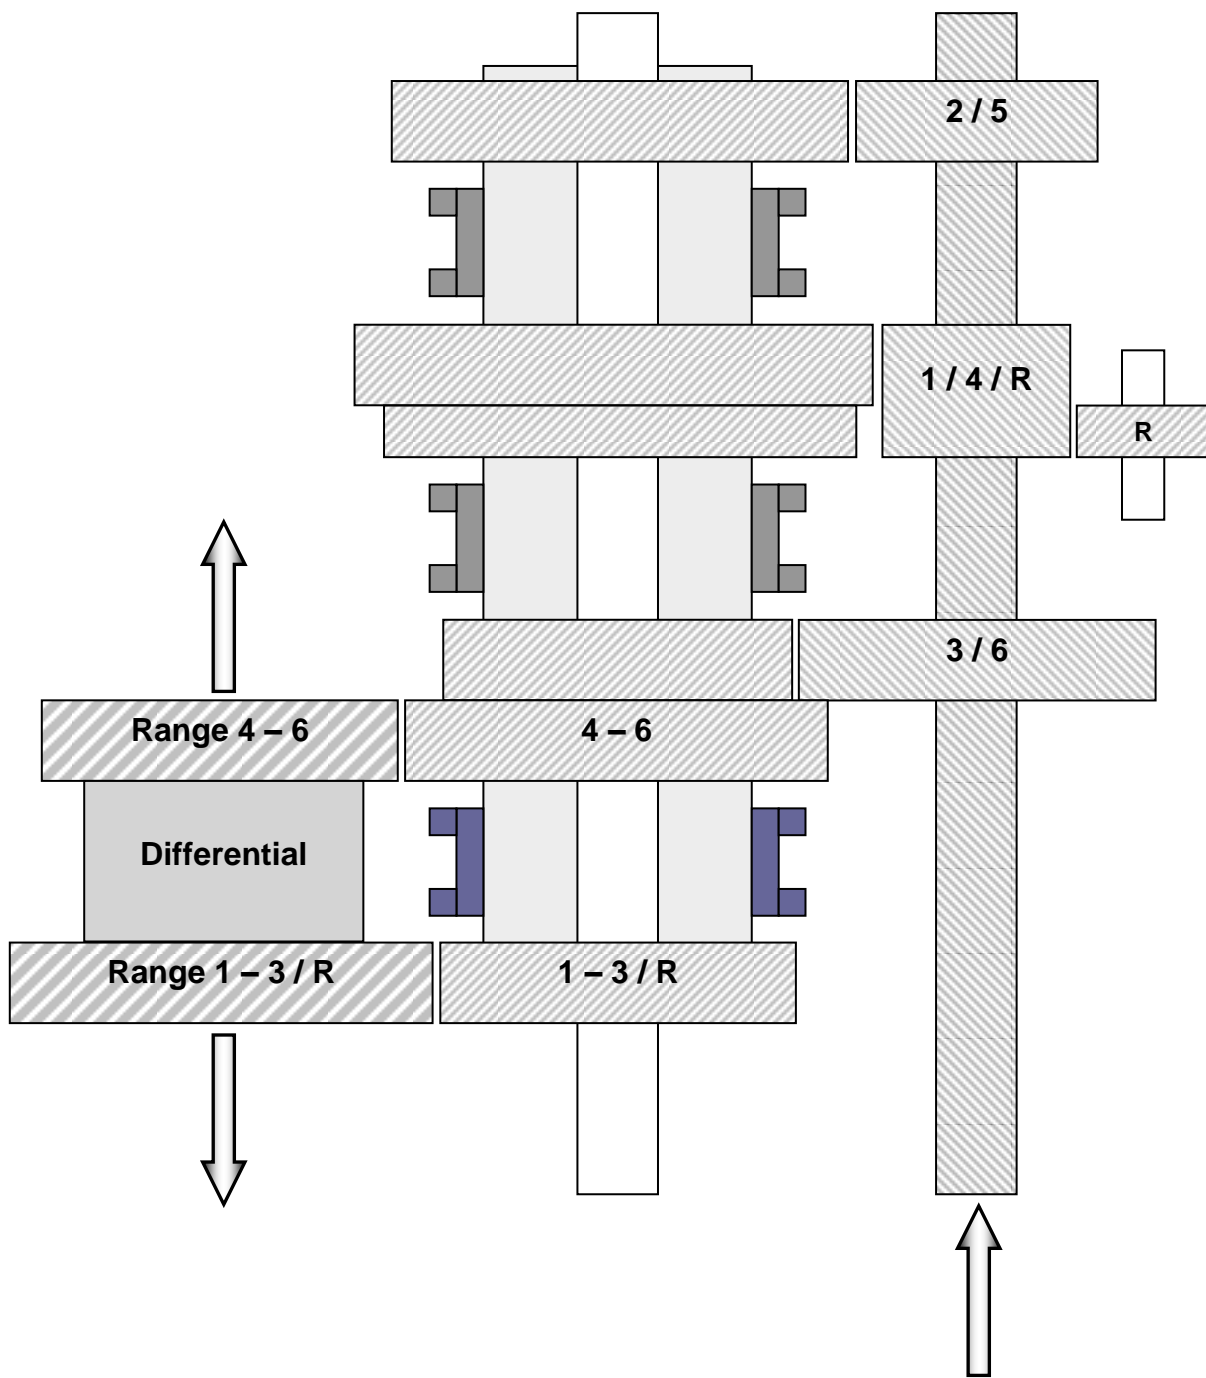 2 / 5
1 / 4 / R
R
3 / 6
Range 4 – 6
4 – 6
Differential
Range 1 – 3 / R
1 – 3 / R